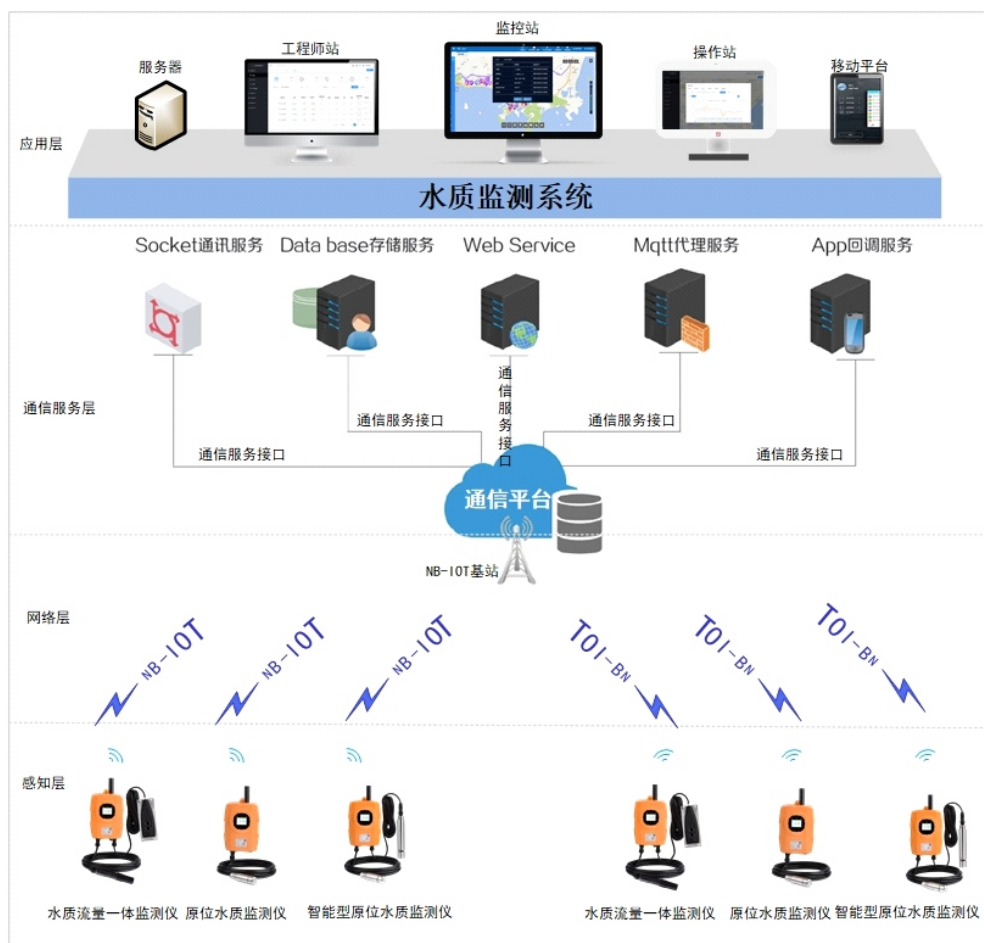 监控站
工程师站
操作站
服务器
移动平台
应用层
水质监测系统
Socket通讯服务
Data base存储服务
Web Service
Mqtt代理服务
App回调服务
通信服务层
通信服务接口
通信服务接口
通信服务接口
通信服务接口
通信服务接口
通信平台
NB-IOT基站
网络层
NB-IOT
NB-IOT
NB-IOT
TOI-BN
TOI-BN
TOI-BN
感知层
水质流量一体监测仪
原位水质监测仪
智能型原位水质监测仪
水质流量一体监测仪
原位水质监测仪
智能型原位水质监测仪